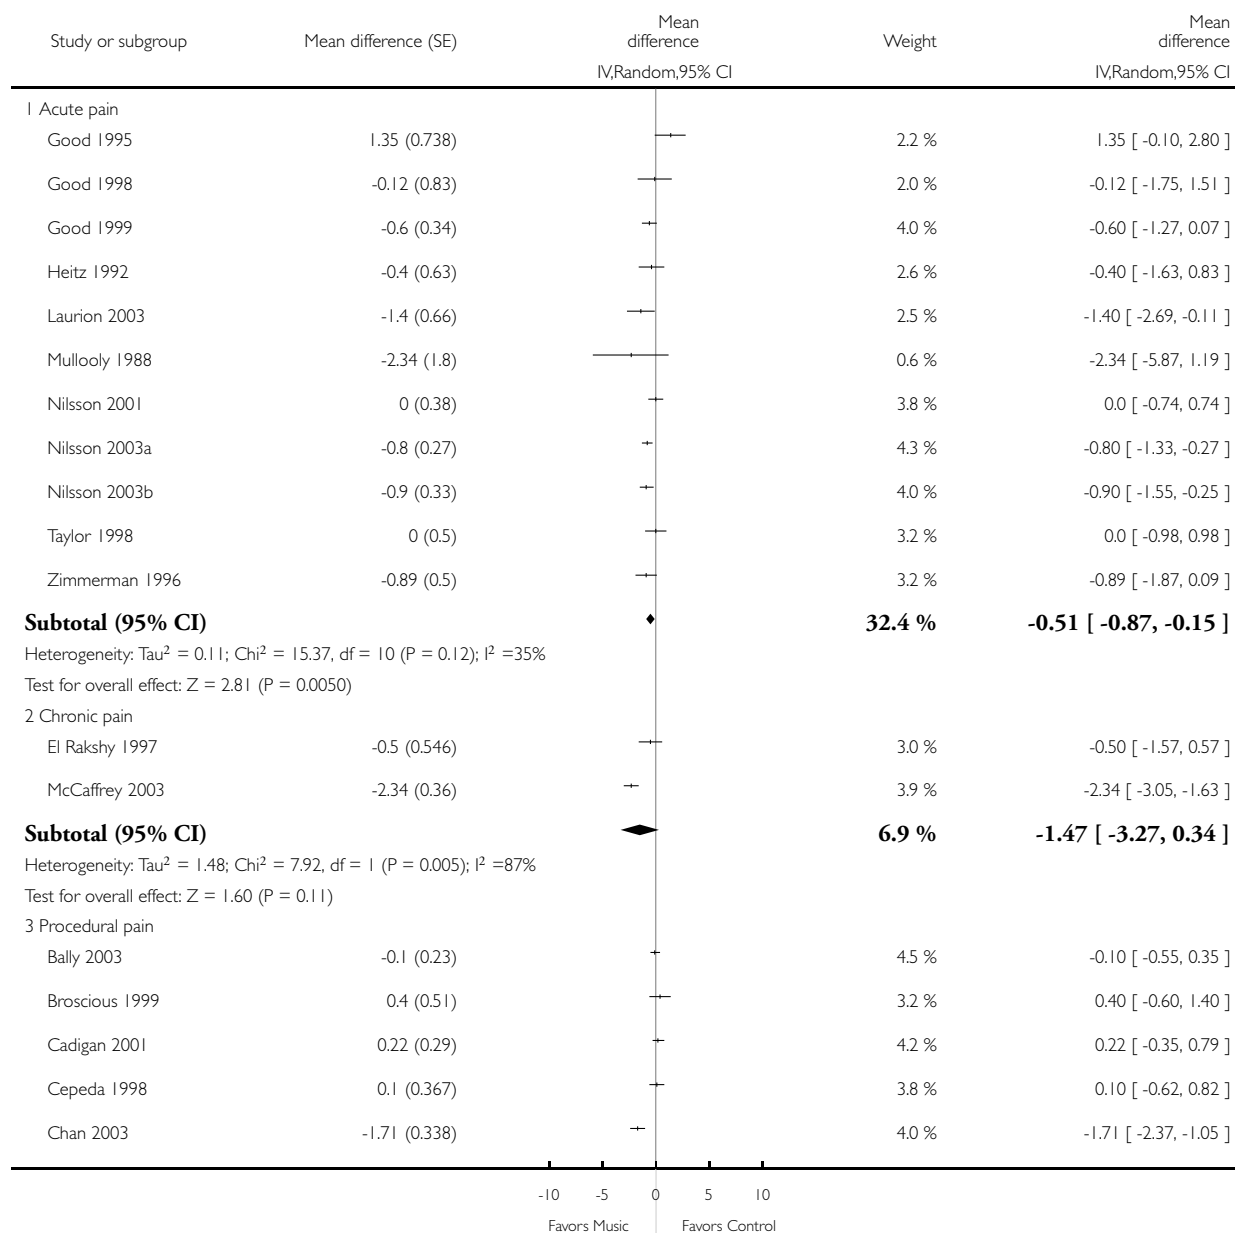 Mean
Mean
Study or subgroup Mean difference (SE) difference Weight difference
IV,Random,95% CI IV,Random,95% CI
1 Acute pain
Good 1995 1.35 (0.738) 2.2 % 1.35 [ -0.10, 2.80 ]
Good 1998 -0.12 (0.83) 2.0 % -0.12 [ -1.75, 1.51 ]
Good 1999 -0.6 (0.34) 4.0 % -0.60 [ -1.27, 0.07 ]
Heitz 1992 -0.4 (0.63) 2.6 % -0.40 [ -1.63, 0.83 ]
Laurion 2003 -1.4 (0.66) 2.5 % -1.40 [ -2.69, -0.11 ]
Mullooly 1988 -2.34 (1.8) 0.6 % -2.34 [ -5.87, 1.19 ]
Nilsson 2001 0 (0.38) 3.8 % 0.0 [ -0.74, 0.74 ]
Nilsson 2003a -0.8 (0.27) 4.3 % -0.80 [ -1.33, -0.27 ]
Nilsson 2003b -0.9 (0.33) 4.0 % -0.90 [ -1.55, -0.25 ]
Taylor 1998 0 (0.5) 3.2 % 0.0 [ -0.98, 0.98 ]
Zimmerman 1996 -0.89 (0.5) 3.2 % -0.89 [ -1.87, 0.09 ]
Subtotal (95% CI) 32.4 % -0.51 [ -0.87, -0.15 ]
Heterogeneity: Tau² = 0.11; Chi² = 15.37, df = 10 (P = 0.12); I² =35%
Test for overall effect: Z = 2.81 (P = 0.0050)
2 Chronic pain
El Rakshy 1997 -0.5 (0.546) 3.0 % -0.50 [ -1.57, 0.57 ]
McCaffrey 2003 -2.34 (0.36) 3.9 % -2.34 [ -3.05, -1.63 ]
Subtotal (95% CI) 6.9 % -1.47 [ -3.27, 0.34 ]
Heterogeneity: Tau² = 1.48; Chi² = 7.92, df = 1 (P = 0.005); I² =87%
Test for overall effect: Z = 1.60 (P = 0.11)
3 Procedural pain
Bally 2003 -0.1 (0.23) 4.5 % -0.10 [ -0.55, 0.35 ]
Broscious 1999 0.4 (0.51) 3.2 % 0.40 [ -0.60, 1.40 ]
Cadigan 2001 0.22 (0.29) 4.2 % 0.22 [ -0.35, 0.79 ]
Cepeda 1998 0.1 (0.367) 3.8 % 0.10 [ -0.62, 0.82 ]
Chan 2003 -1.71 (0.338) 4.0 % -1.71 [ -2.37, -1.05 ]
-10 -5 0 5 10
Favors Music Favors Control